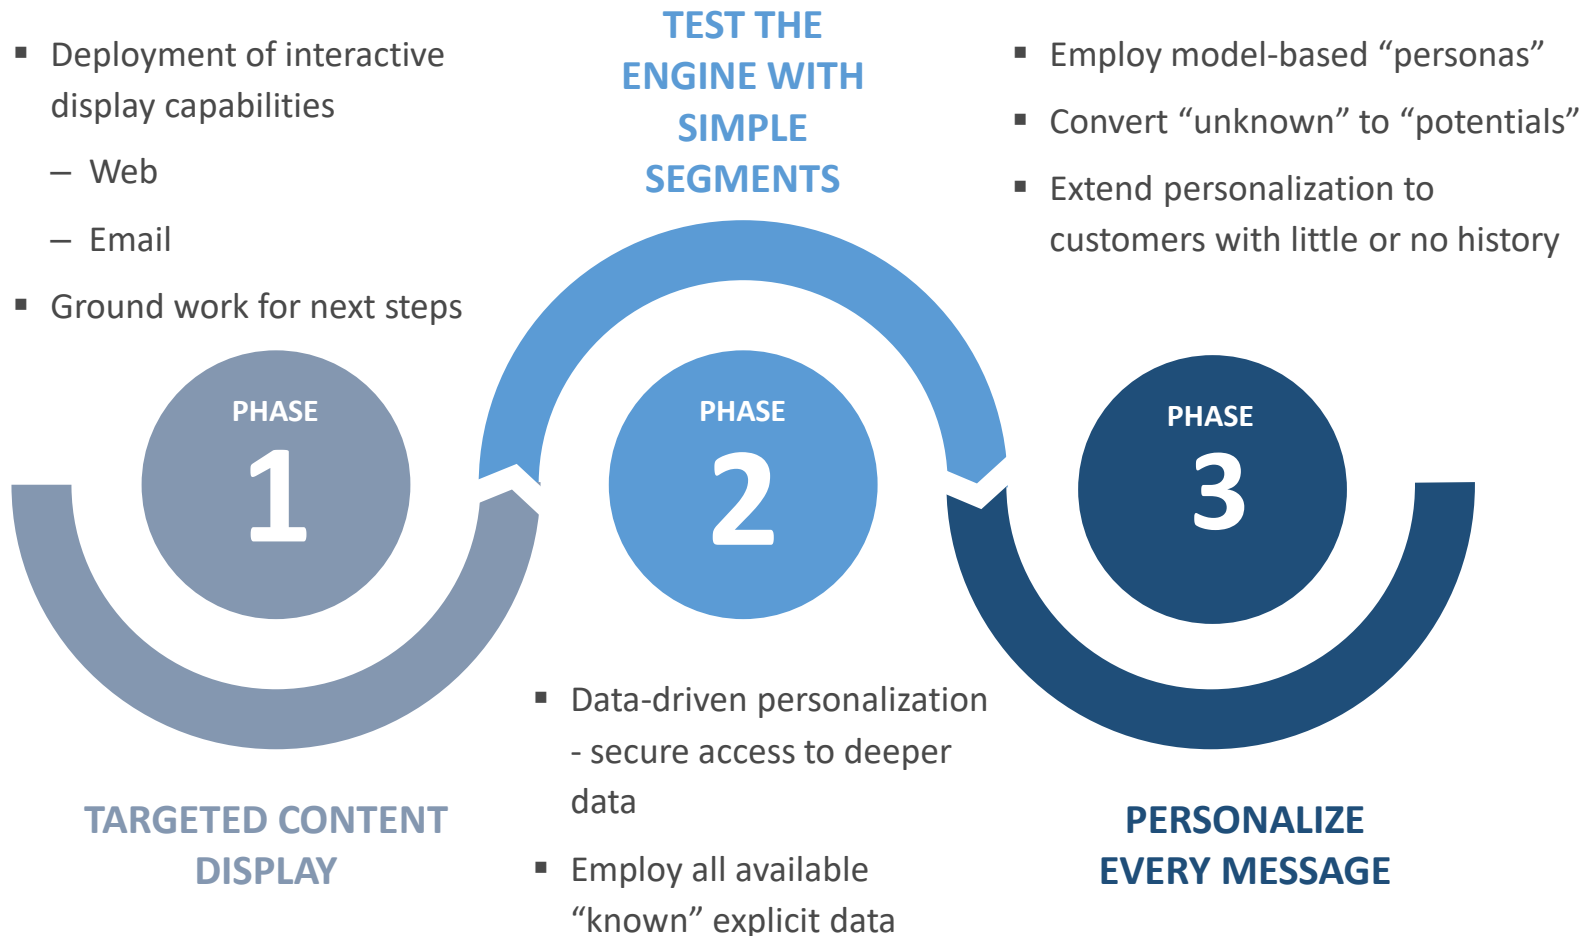 ▪ Deployment of interactive
display capabilities
– Web
– Email
▪ Ground work for next steps
PHASE
1
TARGETED CONTENT
DISPLAY
TEST THE
ENGINE WITH
SIMPLE
SEGMENTS
PHASE
2
▪ Data-driven personalization
- secure access to deeper
data
▪ Employ all available
“known” explicit data
▪ Employ model-based “personas”
▪ Convert “unknown” to “potentials”
▪ Extend personalization to
customers with little or no history
PHASE
3
PERSONALIZE
EVERY MESSAGE